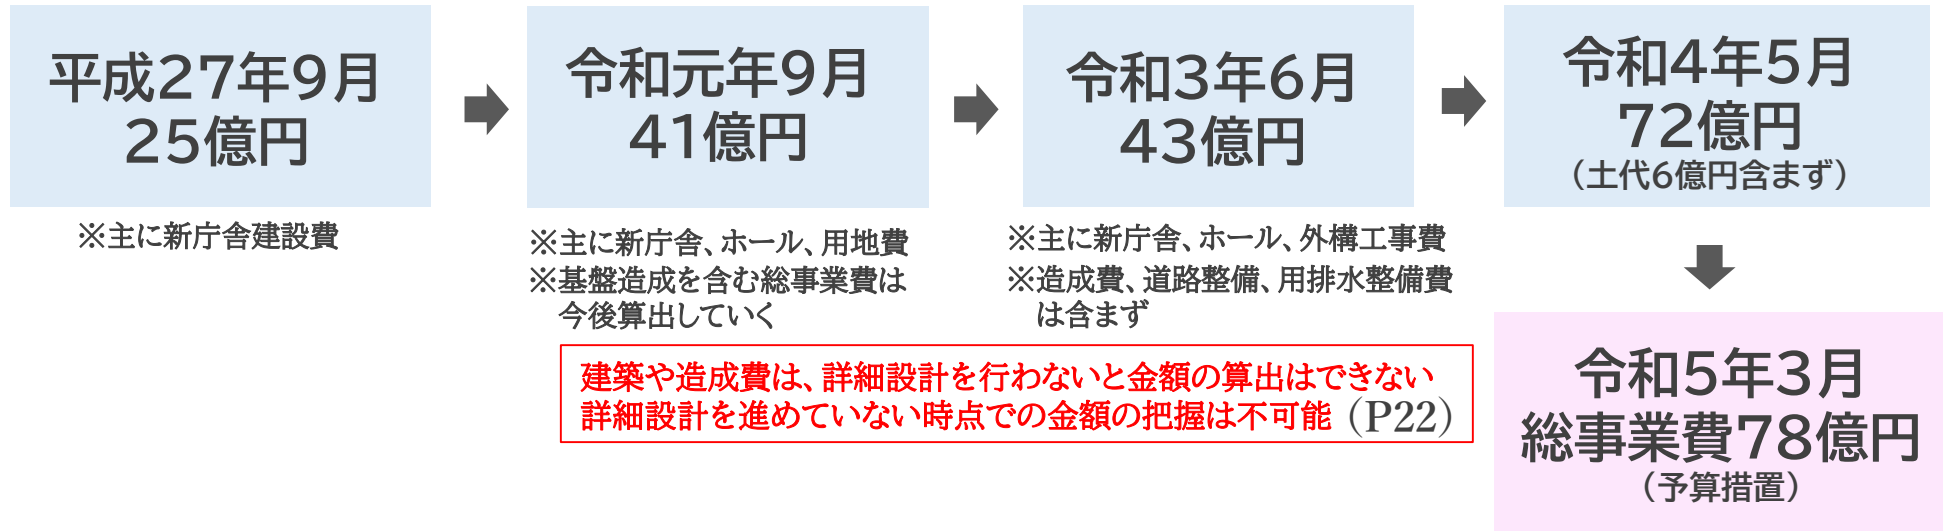 平成27年9月
25億円
※主に新庁舎建設費
令和元年9月
41億円
※主に新庁舎、ホール、用地費
※基盤造成を含む総事業費は
今後算出していく
令和3年6月
43億円
※主に新庁舎、ホール、外構工事費
※造成費、道路整備、用排水整備費
は含まず
令和4年5月
72億円
（土代6億円含まず）
建築や造成費は、詳細設計を行わないと金額の算出はできない
詳細設計を進めていない時点での金額の把握は不可能（P22）
令和5年3月
総事業費78億円
（予算措置）